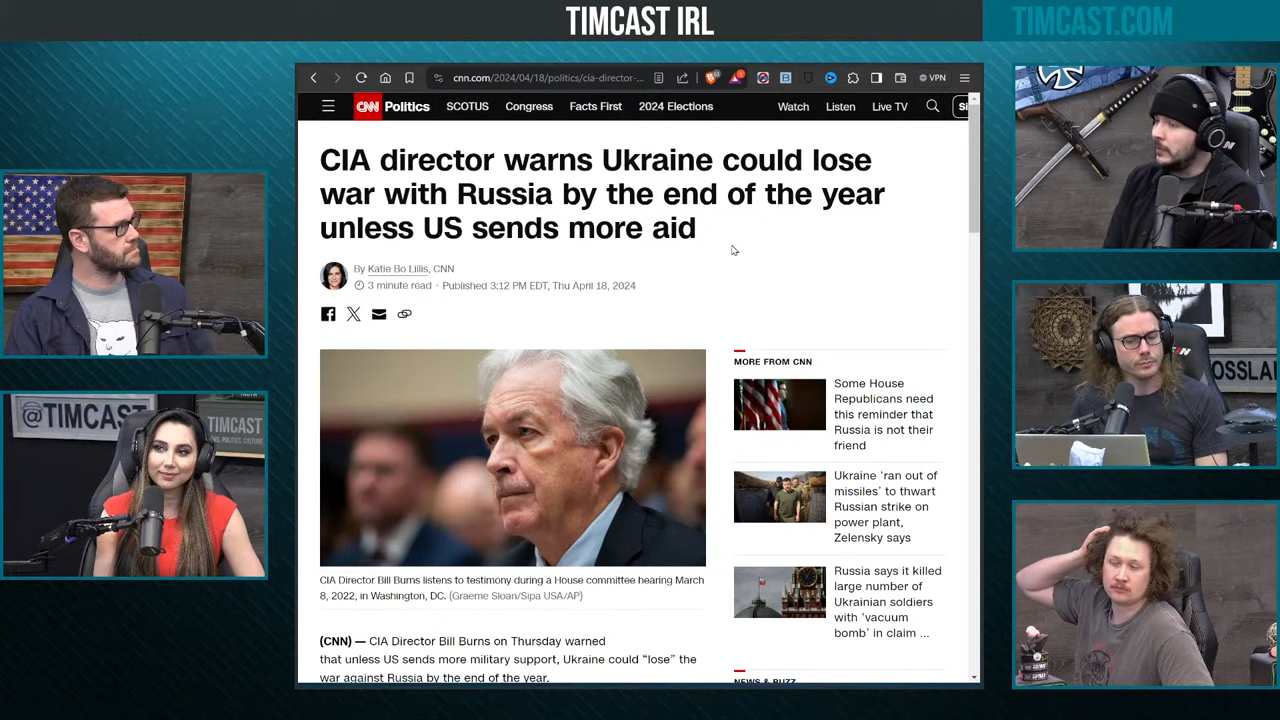 TIMCAST IRL
TIMCAST.COM
cnn.com/2024/04/18/politics/cia-director-...
VPN
CNN Politics
SCOTUS
Congress
Facts First
2024 Elections
Watch
Listen
Live TV
CIA director warns Ukraine could lose
war with Russia by the end of the year
unless US sends more aid
By Katie Bo Lillis, CNN
3 minute read · Published 3:12 PM EDT, Thu April 18, 2024
CIA Director Bill Burns listens to testimony during a House committee hearing March
8, 2022, in Washington, DC. (Graeme Sloan/Sipa USA/AP)
(CNN) — CIA Director Bill Burns on Thursday warned
that unless US sends more military support, Ukraine could “lose” the
war against Russia by the end of the year.
MORE FROM CNN
Some House
Republicans need
this reminder that
Russia is not their
friend
Ukraine ‘ran out of
missiles’ to thwart
Russian strike on
power plant,
Zelensky says
Russia says it killed
large number of
Ukrainian soldiers
with ‘vacuum
bomb’ in claim ...
NEWS & BUZZ
@TIMCAST
TIMCAST